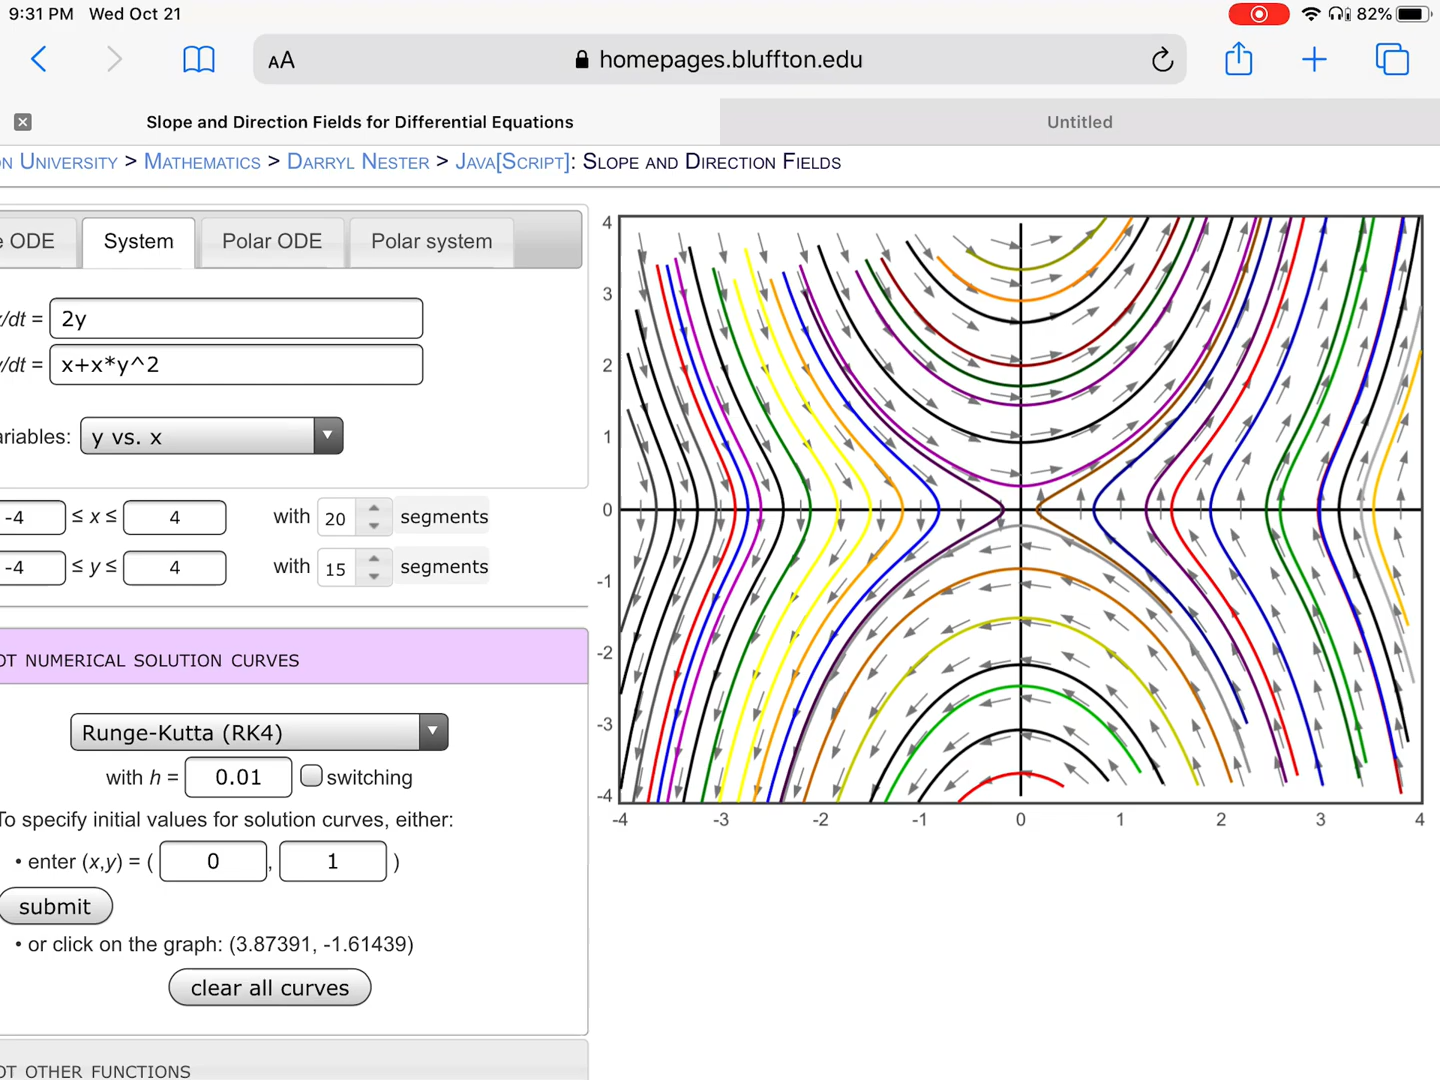 9:31 PM Wed Oct 21
82%
AA homepages.bluffton.edu
Slope and Direction Fields for Differential Equations
Untitled
N UNIVERSITY > MATHEMATICS > DARRYL NESTER > JAVA[SCRIPT]: SLOPE AND DIRECTION FIELDS
e ODE System Polar ODE Polar system
/dt = 2y
/dt = x+x*y^2
ariables: y vs. x
-4 ≤ x ≤ 4 with 20 segments
-4 ≤ y ≤ 4 with 15 segments
OT NUMERICAL SOLUTION CURVES
Runge-Kutta (RK4)
with h = 0.01 switching
To specify initial values for solution curves, either:
• enter (x,y) = ( 0 , 1 )
submit
• or click on the graph: (3.87391, -1.61439)
clear all curves
OT OTHER FUNCTIONS
4
3
2
1
0
-1
-2
-3
-4
-4 -3 -2 -1 0 1 2 3 4